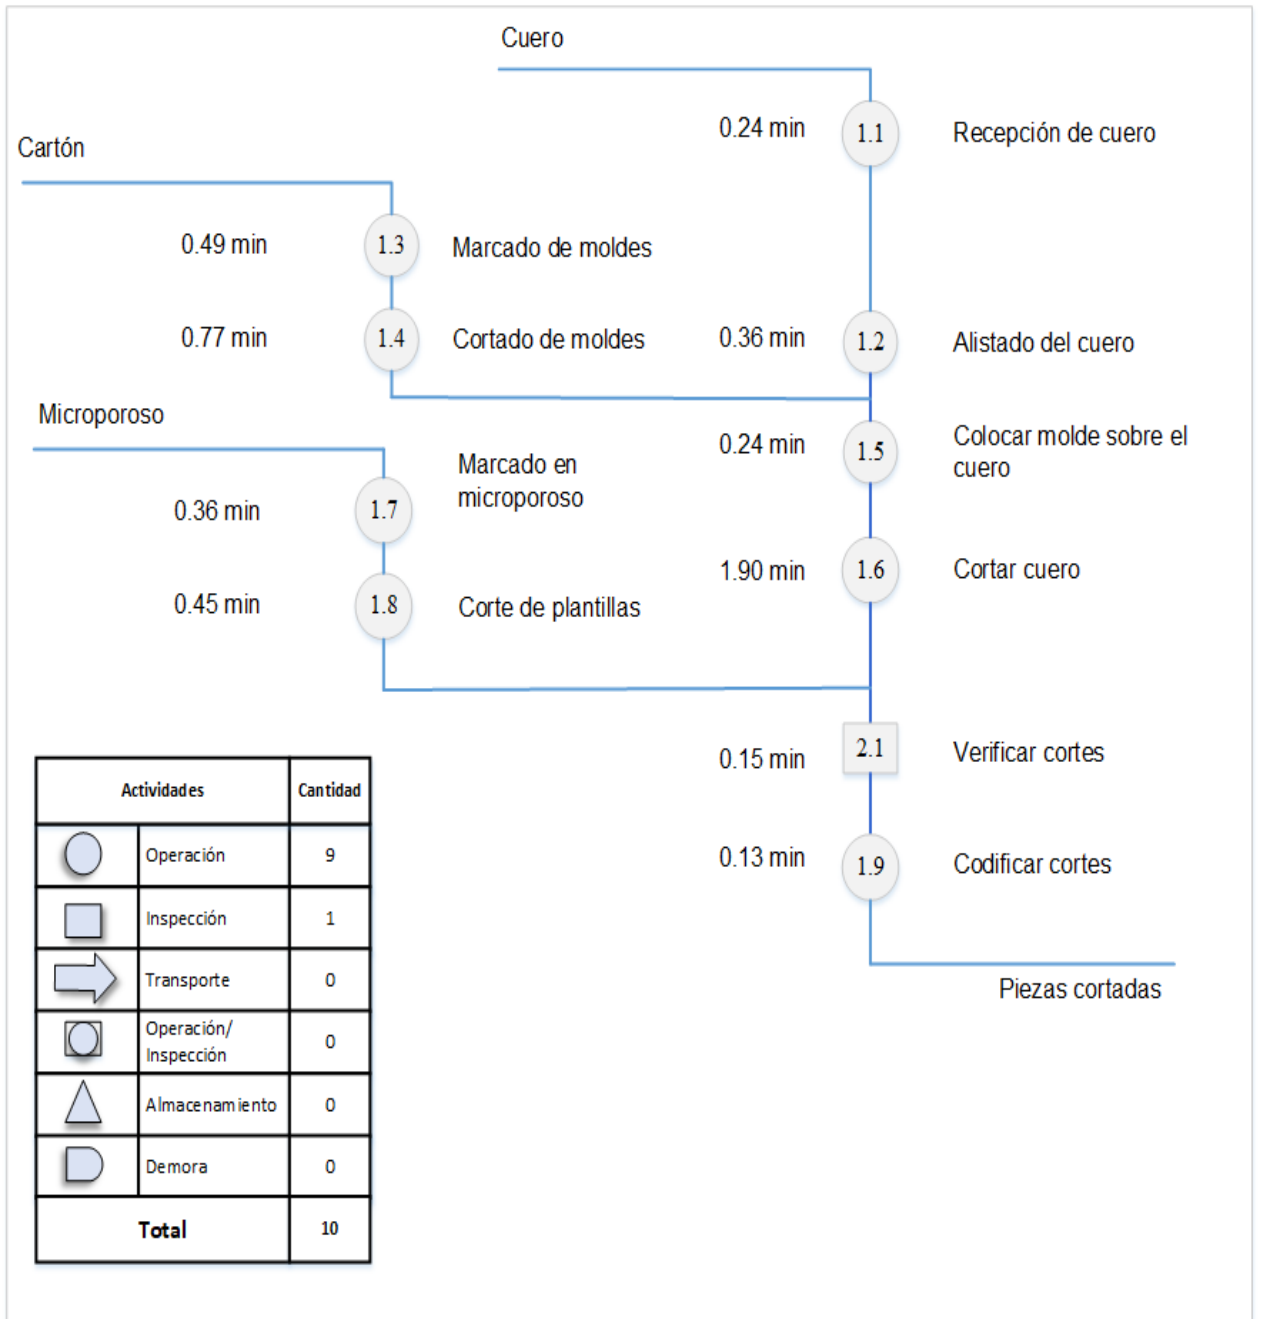 Cuero
0.24 min
1.1
Recepción de cuero
Cartón
0.49 min
1.3
Marcado de moldes
0.77 min
1.4
Cortado de moldes
0.36 min
1.2
Alistado del cuero
Microporoso
0.24 min
1.5
Colocar molde sobre el
cuero
Marcado en
microporoso
0.36 min
1.7
1.90 min
1.6
Cortar cuero
0.45 min
1.8
Corte de plantillas
0.15 min
2.1
Verificar cortes
0.13 min
1.9
Codificar cortes
Piezas cortadas
Actividades Cantidad
Operación 9
Inspección 1
Transporte 0
Operación/
Inspección 0
Almacenamiento 0
Demora 0
Total 10